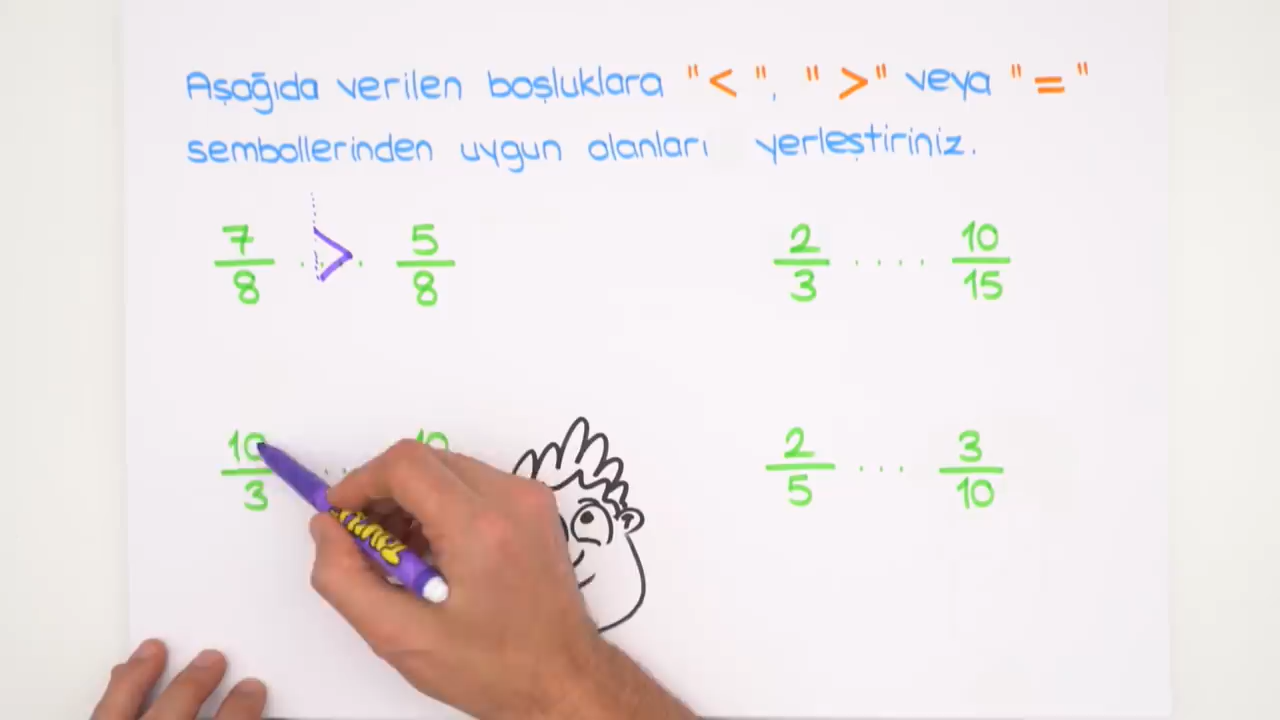 Aşağıda verilen boşluklara "<", ">" veya "="
sembollerinden uygun olanları yerleştiriniz.
7/8 > 5/8
2/3 .... 10/15
10/3 .. 10
2/5 ... 3/10